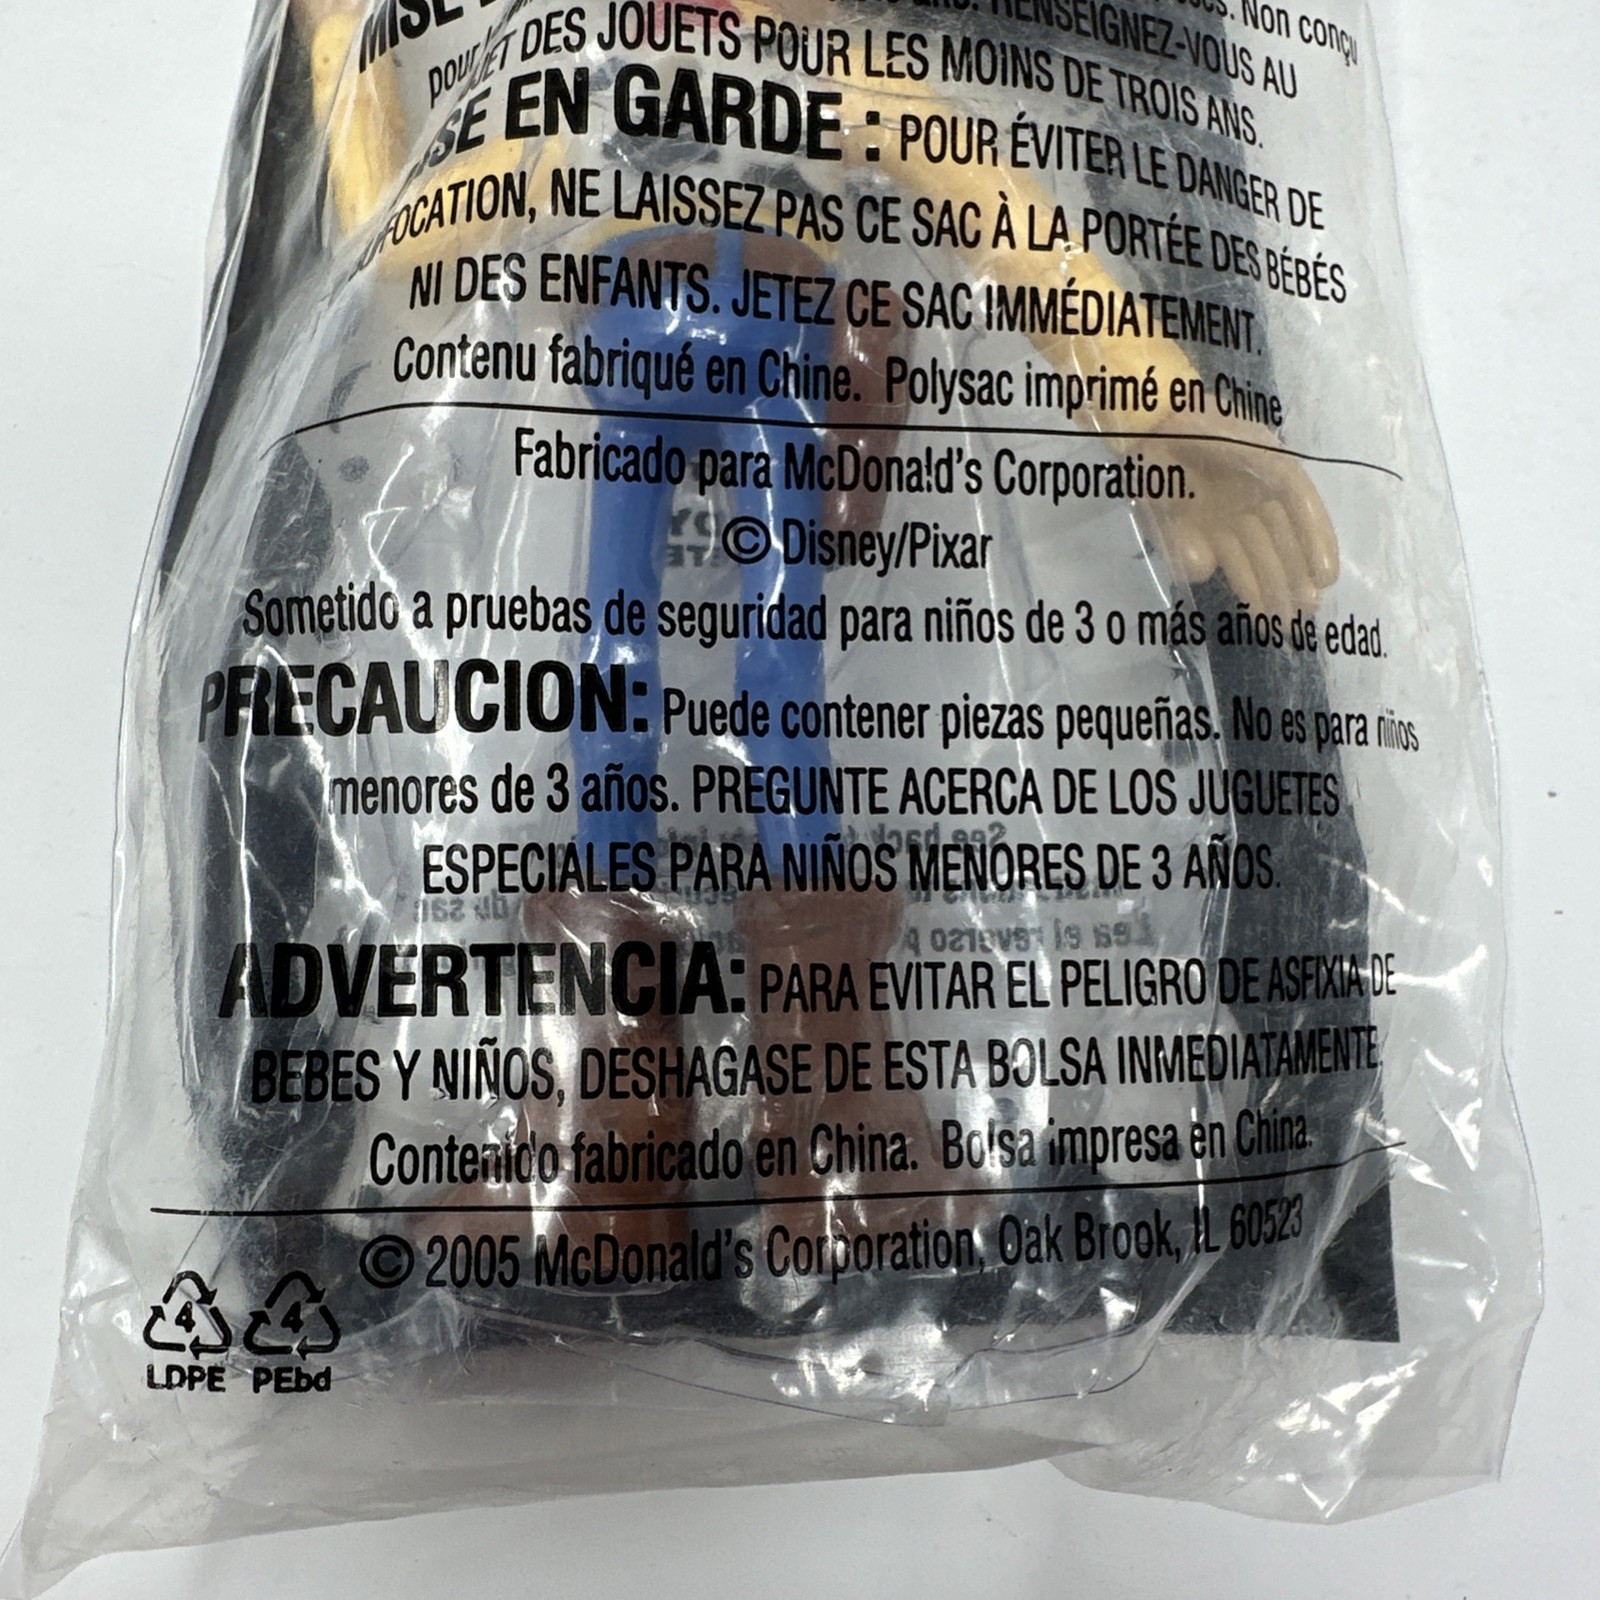 MISE
pour DES JOUETS POUR LES MOINS DE TROIS ANS.
RENSEIGNEZ-VOUS AU
Non conçu
EN GARDE : POUR ÉVITER LE DANGER DE
NE LAISSEZ PAS CE SAC À LA PORTÉE DES BÉBÉS
NI DES ENFANTS. JETEZ CE SAC IMMÉDIATEMENT.
Contenu fabriqué en Chine. Polysac imprimé en Chine
Fabricado para McDonald's Corporation.
© Disney/Pixar
Sometido a pruebas de seguridad para niños de 3 o más años de edad.
PRECAUCION: Puede contener piezas pequeñas. No es para niños
menores de 3 años. PREGUNTE ACERCA DE LOS JUGUETES
ESPECIALES PARA NIÑOS MENORES DE 3 AÑOS.
ADVERTENCIA: PARA EVITAR EL PELIGRO DE ASFIXIA DE
BEBES Y NIÑOS, DESHAGASE DE ESTA BOLSA INMEDIATAMENTE.
Contenido fabricado en China. Bolsa impresa en China.
© 2005 McDonald's Corporation, Oak Brook, IL 60523
4 4
LDPE PEbd